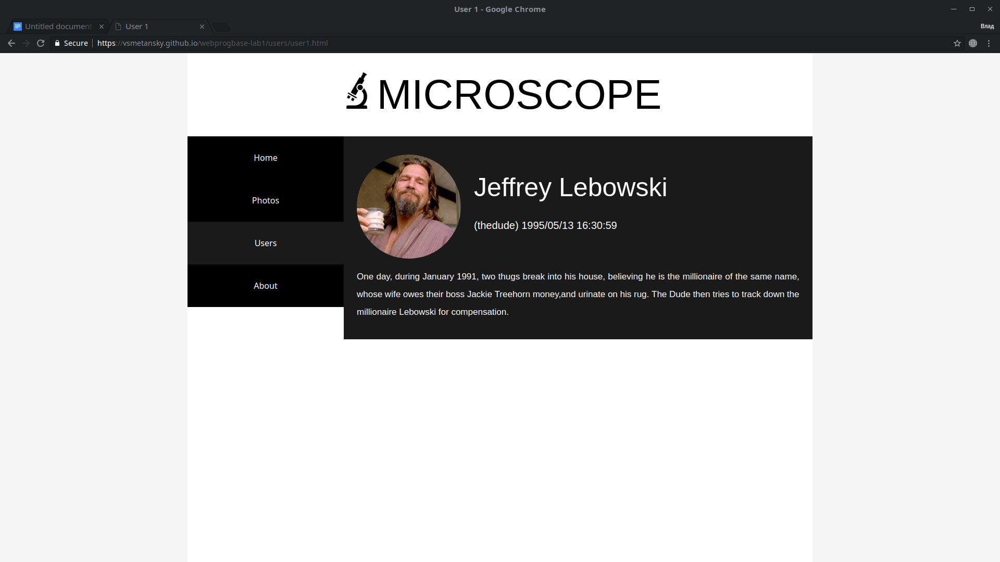 User 1 - Google Chrome
Untitled document
User 1
Влад
Secure
https://vsmetansky.github.io/webprogbase-lab1/users/user1.html
MICROSCOPE
Home
Photos
Users
About
Jeffrey Lebowski
(thedude) 1995/05/13 16:30:59
One day, during January 1991, two thugs break into his house, believing he is the millionaire of the same name,
whose wife owes their boss Jackie Treehorn money,and urinate on his rug. The Dude then tries to track down the
millionaire Lebowski for compensation.